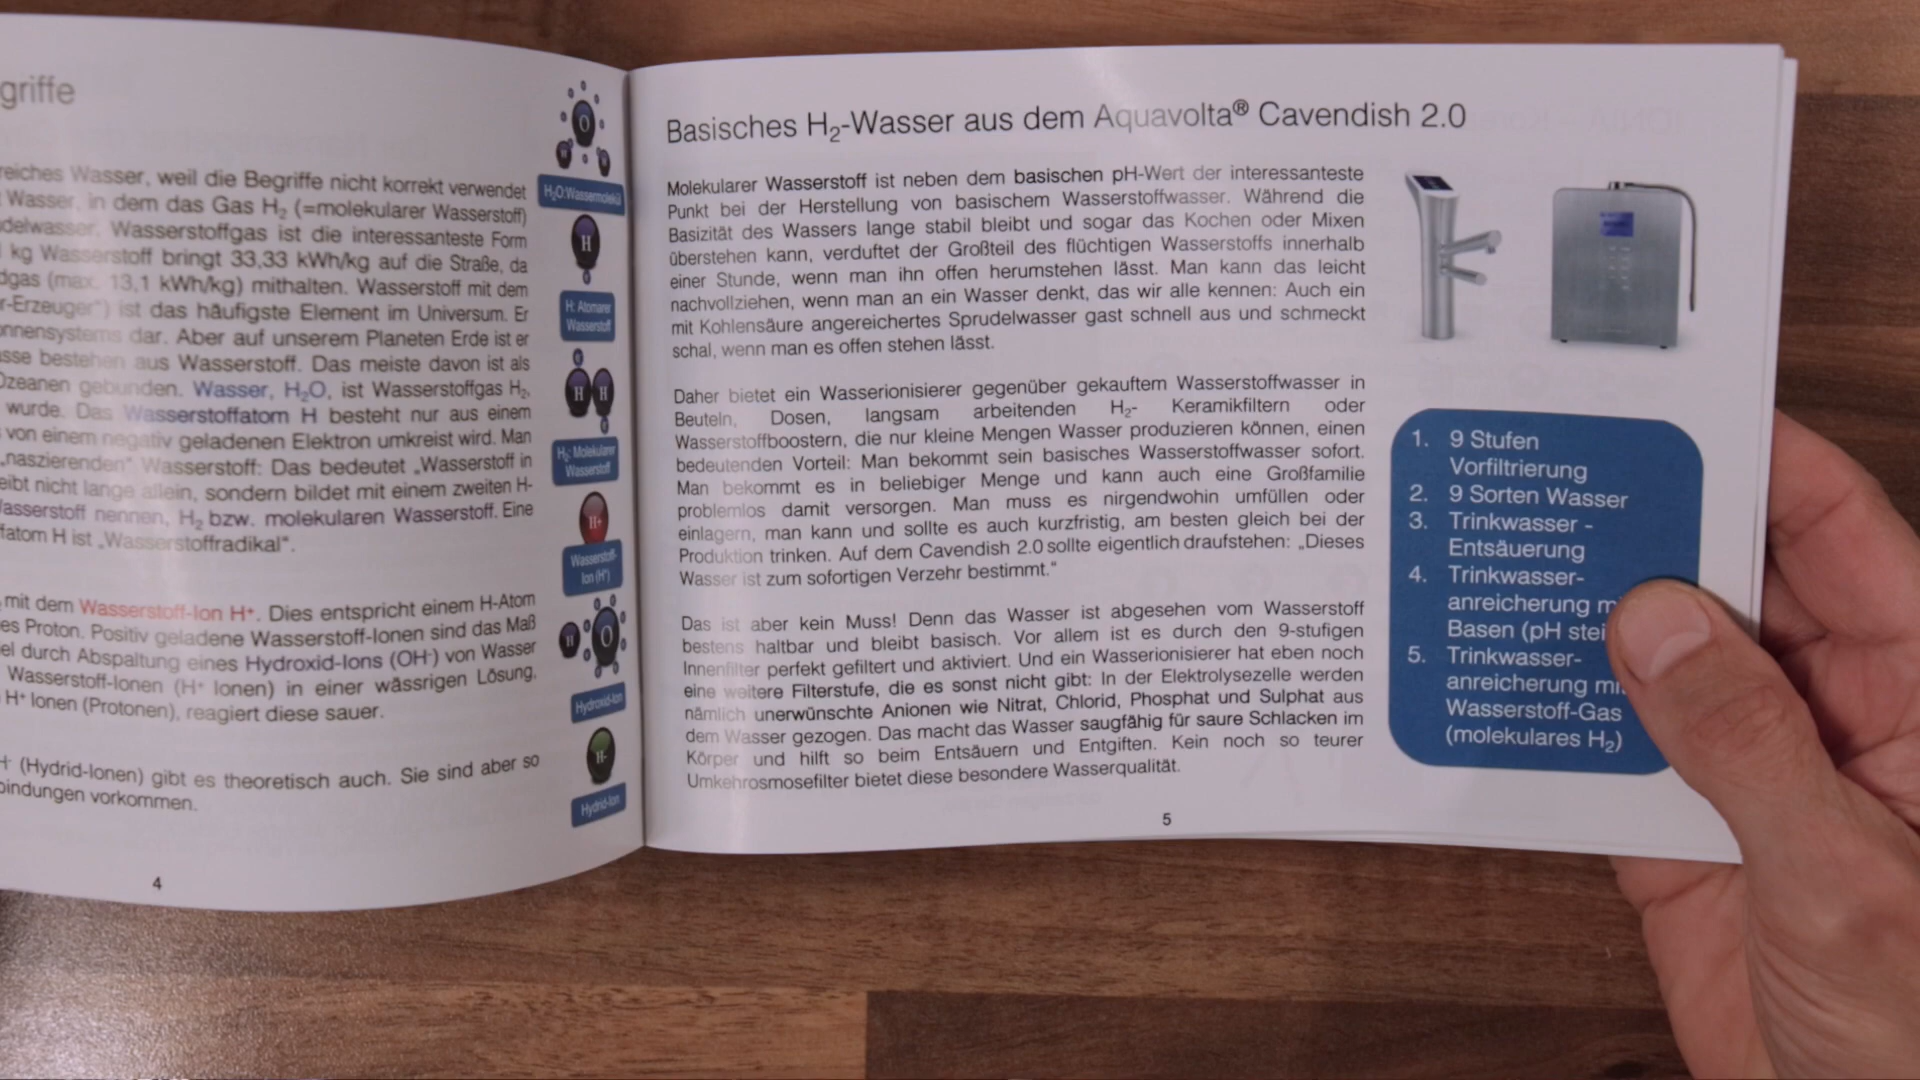 griffe
reiches Wasser, weil die Begriffe nicht korrekt verwendet
Wasser, in dem das Gas H₂ (=molekularer Wasserstoff)
delwasser. Wasserstoffgas ist die interessanteste Form
kg Wasserstoff bringt 33,33 kWh/kg auf die Straße, da
dgas (max. 13,1 kWh/kg) mithalten. Wasserstoff mit dem
r-Erzeuger“) ist das häufigste Element im Universum. Er
onnensystems dar. Aber auf unserem Planeten Erde ist er
sse bestehen aus Wasserstoff. Das meiste davon ist als
Ozeanen gebunden. Wasser, H₂O, ist Wasserstoffgas H₂,
wurde. Das Wasserstoffatom H besteht nur aus einem
von einem negativ geladenen Elektron umkreist wird. Man
„naszierenden“ Wasserstoff: Das bedeutet „Wasserstoff in
eibt nicht lange allein, sondern bildet mit einem zweiten H-
asserstoff nennen, H₂ bzw. molekularen Wasserstoff. Eine
fatom H ist „Wasserstoffradikal“.
mit dem Wasserstoff-Ion H⁺. Dies entspricht einem H-Atom
es Proton. Positiv geladene Wasserstoff-Ionen sind das Maß
el durch Abspaltung eines Hydroxid-Ions (OH⁻) von Wasser
Wasserstoff-Ionen (H⁺ Ionen) in einer wässrigen Lösung,
H⁺ Ionen (Protonen), reagiert diese sauer.
H⁻ (Hydrid-Ionen) gibt es theoretisch auch. Sie sind aber so
bindungen vorkommen.
4
O
H H
H₂O:Wassermolekül
H
H: Atomarer
Wasserstoff
H H
H₂: Molekularer
Wasserstoff
H+
Wasserstoff-
Ion (H⁺)
H O
Hydroxid-Ion
H-
Hydrid-Ion
Basisches H₂-Wasser aus dem Aquavolta® Cavendish 2.0
Molekularer Wasserstoff ist neben dem basischen pH-Wert der interessanteste
Punkt bei der Herstellung von basischem Wasserstoffwasser. Während die
Basizität des Wassers lange stabil bleibt und sogar das Kochen oder Mixen
überstehen kann, verduftet der Großteil des flüchtigen Wasserstoffs innerhalb
einer Stunde, wenn man ihn offen herumstehen lässt. Man kann das leicht
nachvollziehen, wenn man an ein Wasser denkt, das wir alle kennen: Auch ein
mit Kohlensäure angereichertes Sprudelwasser gast schnell aus und schmeckt
schal, wenn man es offen stehen lässt.
Daher bietet ein Wasserionisierer gegenüber gekauftem Wasserstoffwasser in
Beuteln, Dosen, langsam arbeitenden H₂- Keramikfiltern oder
Wasserstoffboostern, die nur kleine Mengen Wasser produzieren können, einen
bedeutenden Vorteil: Man bekommt sein basisches Wasserstoffwasser sofort.
Man bekommt es in beliebiger Menge und kann auch eine Großfamilie
problemlos damit versorgen. Man muss es nirgendwohin umfüllen oder
einlagern, man kann und sollte es auch kurzfristig, am besten gleich bei der
Produktion trinken. Auf dem Cavendish 2.0 sollte eigentlich draufstehen: „Dieses
Wasser ist zum sofortigen Verzehr bestimmt.“
Das ist aber kein Muss! Denn das Wasser ist abgesehen vom Wasserstoff
bestens haltbar und bleibt basisch. Vor allem ist es durch den 9-stufigen
Innenfilter perfekt gefiltert und aktiviert. Und ein Wasserionisierer hat eben noch
eine weitere Filterstufe, die es sonst nicht gibt: In der Elektrolysezelle werden
nämlich unerwünschte Anionen wie Nitrat, Chlorid, Phosphat und Sulphat aus
dem Wasser gezogen. Das macht das Wasser saugfähig für saure Schlacken im
Körper und hilft so beim Entsäuern und Entgiften. Kein noch so teurer
Umkehrosmosefilter bietet diese besondere Wasserqualität.
5
1. 9 Stufen
Vorfiltrierung
2. 9 Sorten Wasser
3. Trinkwasser -
Entsäuerung
4. Trinkwasser-
anreicherung m
Basen (pH stei
5. Trinkwasser-
anreicherung mi
Wasserstoff-Gas
(molekulares H₂)